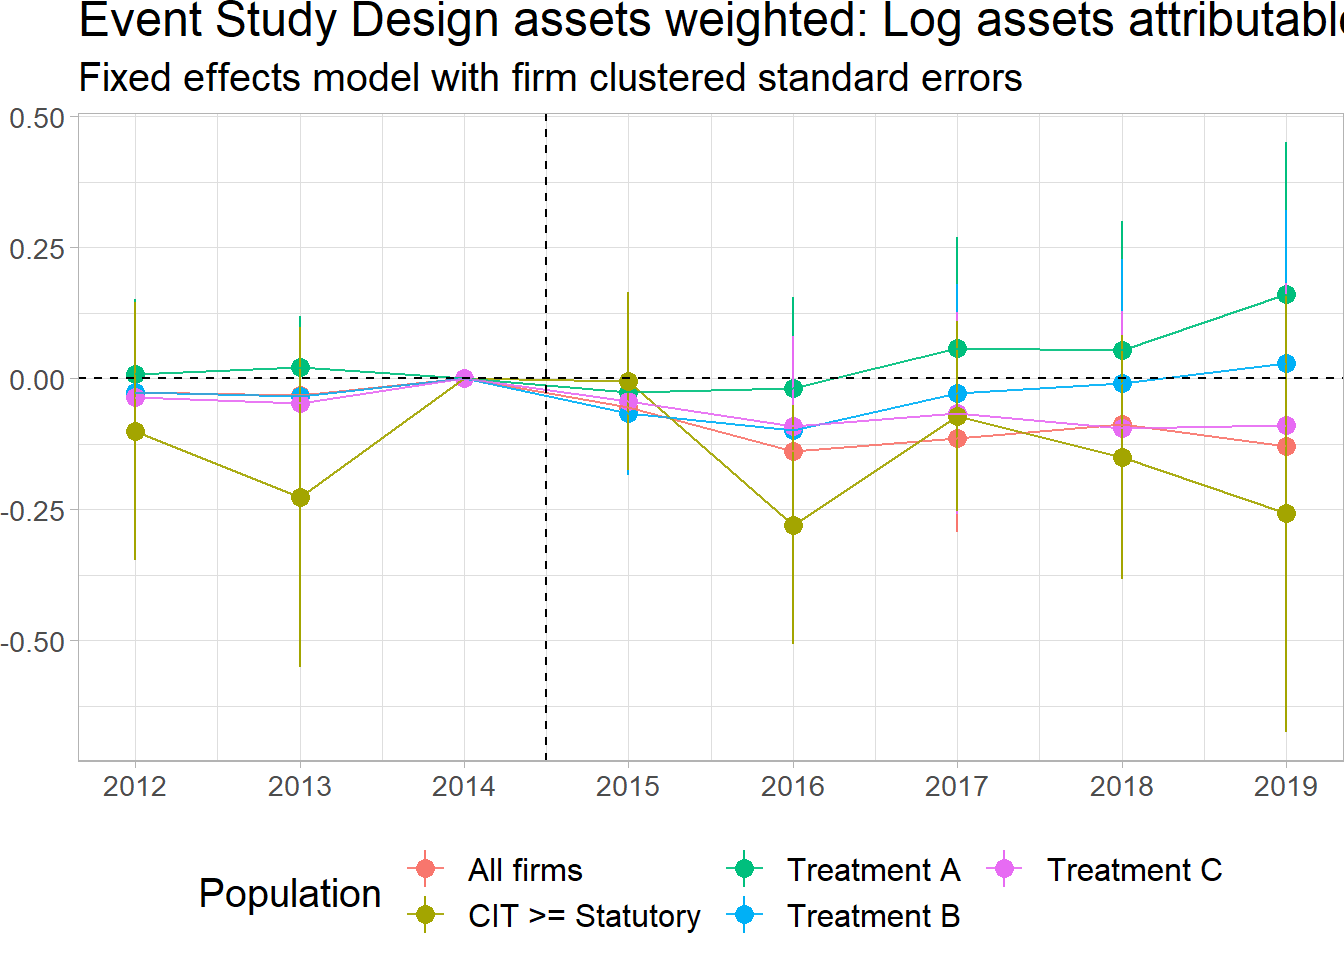 Event Study Design assets weighted: Log assets attributable
Fixed effects model with firm clustered standard errors
0.50
0.25
0.00
-0.25
-0.50
2012 2013 2014 2015 2016 2017 2018 2019
Population
All firms Treatment A Treatment C
CIT >= Statutory Treatment B